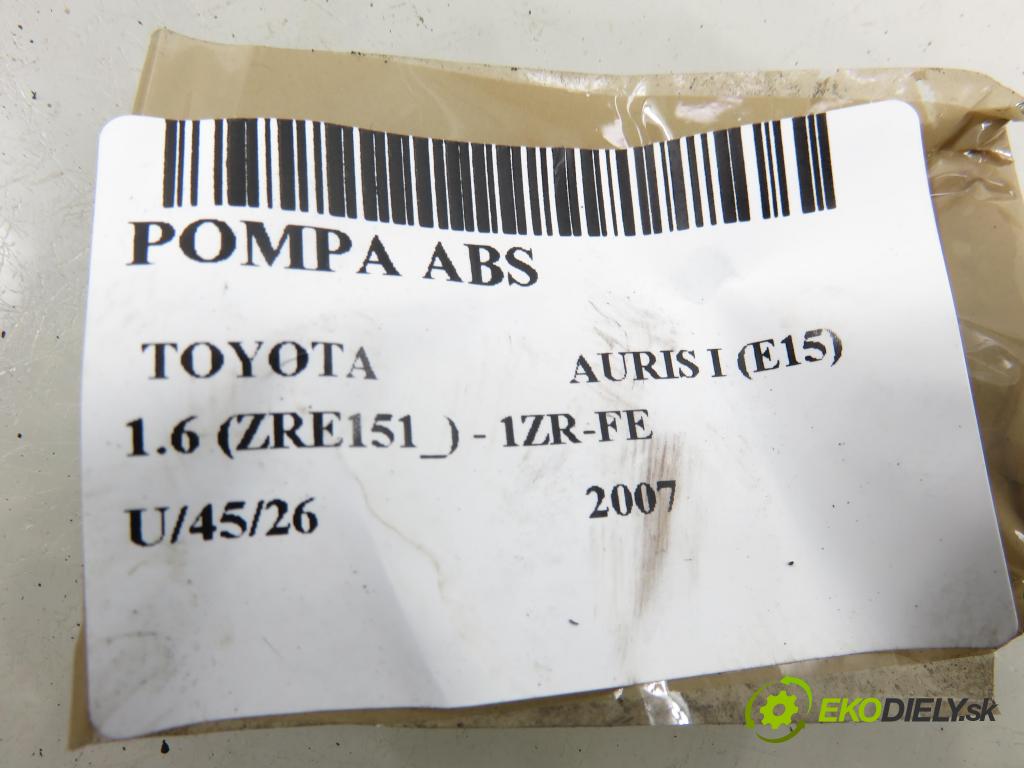 POMPA ABS
TOYOTA AURIS I (E15)
1.6 (ZRE151_) - 1ZR-FE
U/45/26 2007
EKODIELY.sk